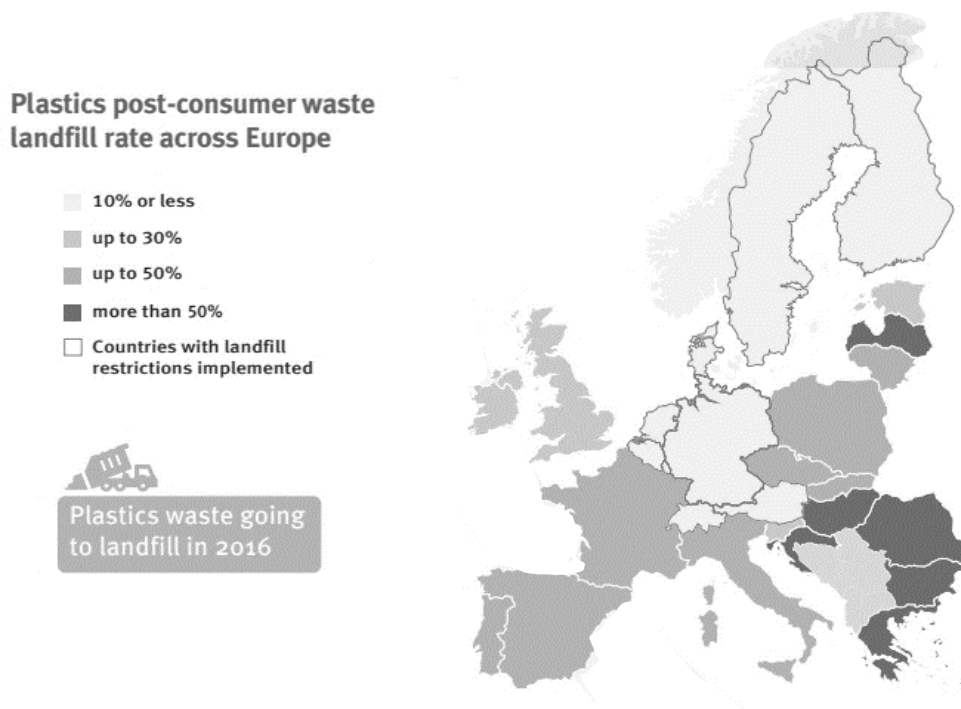 Plastics post-consumer waste
landfill rate across Europe
10% or less
up to 30%
up to 50%
more than 50%
Countries with landfill
restrictions implemented
Plastics waste going
to landfill in 2016